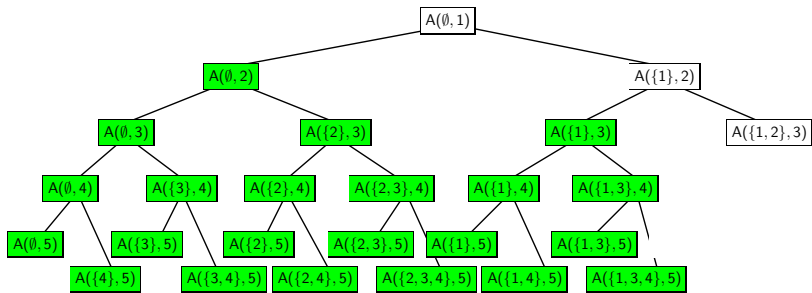 A(∅, 1)
A(∅, 2)
A({1}, 2)
A(∅, 3)
A({2}, 3)
A({1}, 3)
A({1, 2}, 3)
A(∅, 4)
A({3}, 4)
A({2}, 4)
A({2, 3}, 4)
A({1}, 4)
A({1, 3}, 4)
A(∅, 5)
A({3}, 5)
A({2}, 5)
A({2, 3}, 5)
A({1}, 5)
A({1, 3}, 5)
A({4}, 5)
A({3, 4}, 5)
A({2, 4}, 5)
A({2, 3, 4}, 5)
A({1, 4}, 5)
A({1, 3, 4}, 5)